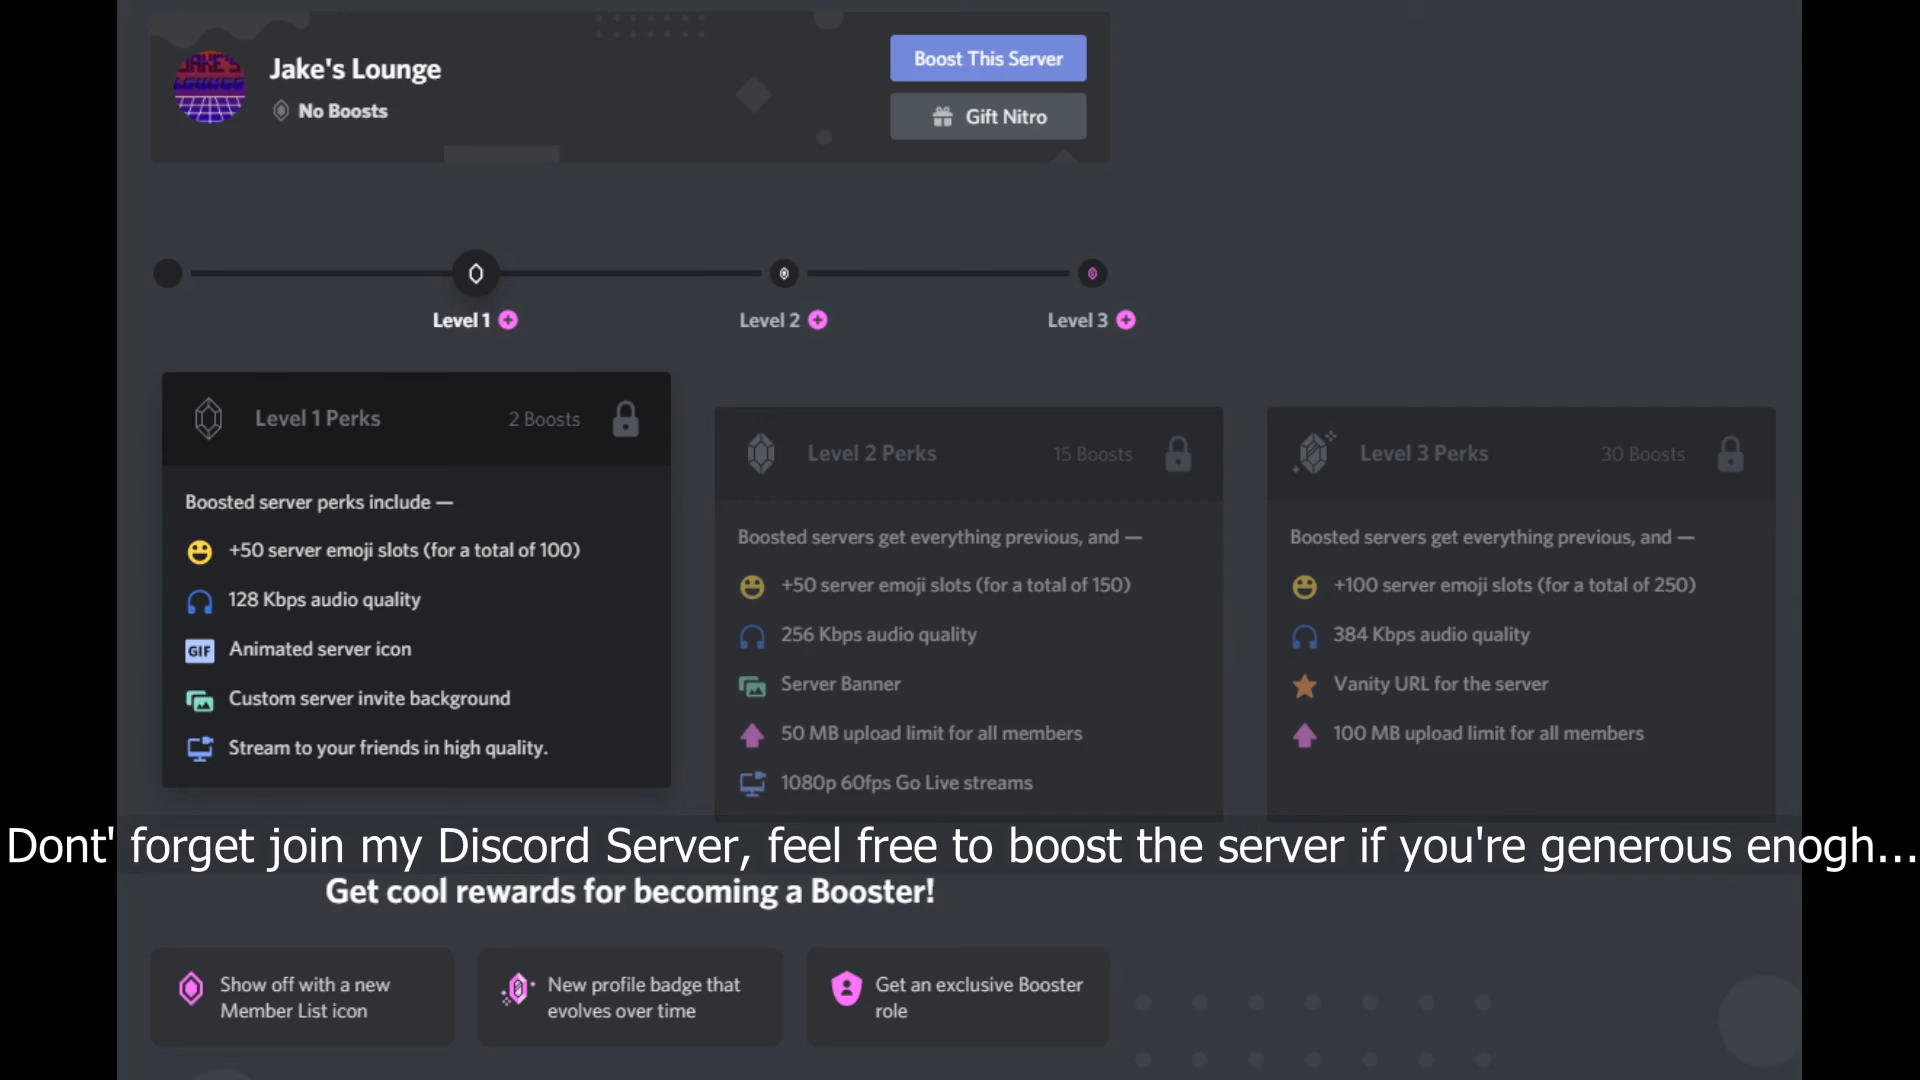 JAKE'S
LOUNGE
Jake's Lounge
No Boosts
Boost This Server
Gift Nitro
Level 1
Level 2
Level 3
Level 1 Perks
2 Boosts
Boosted server perks include —
+50 server emoji slots (for a total of 100)
128 Kbps audio quality
GIF
Animated server icon
Custom server invite background
Stream to your friends in high quality.
Level 2 Perks
15 Boosts
Boosted servers get everything previous, and —
+50 server emoji slots (for a total of 150)
256 Kbps audio quality
Server Banner
50 MB upload limit for all members
1080p 60fps Go Live streams
Level 3 Perks
30 Boosts
Boosted servers get everything previous, and —
+100 server emoji slots (for a total of 250)
384 Kbps audio quality
Vanity URL for the server
100 MB upload limit for all members
Dont' forget join my Discord Server, feel free to boost the server if you're generous enogh...
Get cool rewards for becoming a Booster!
Show off with a new
Member List icon
New profile badge that
evolves over time
Get an exclusive Booster
role